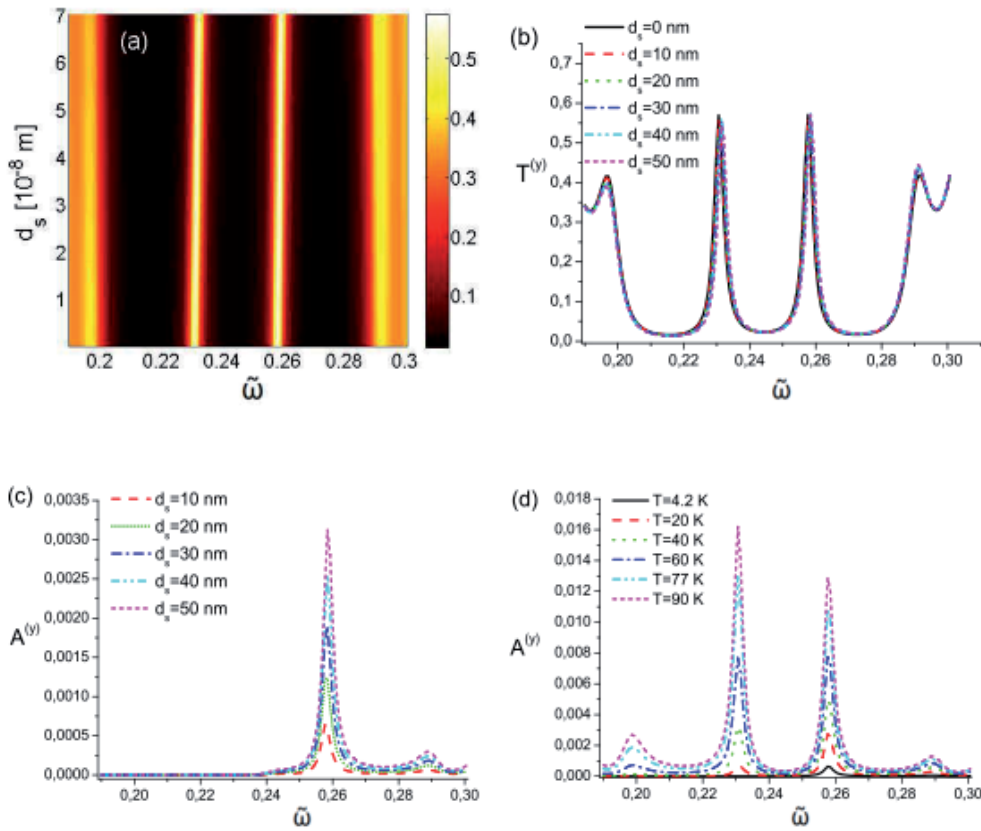 (a)
7
6
5
4
3
2
1
d_s [10^-8 m]
0.2 0.22 0.24 0.26 0.28 0.3
ω̃
0.5
0.4
0.3
0.2
0.1
(b)
d_s=0 nm
d_s=10 nm
d_s=20 nm
d_s=30 nm
d_s=40 nm
d_s=50 nm
T^(y)
0,7
0,6
0,5
0,4
0,3
0,2
0,1
0,0
0,20 0,22 0,24 0,26 0,28 0,30
ω̃
(c)
d_s=10 nm
d_s=20 nm
d_s=30 nm
d_s=40 nm
d_s=50 nm
A^(y)
0,0035
0,0030
0,0025
0,0020
0,0015
0,0010
0,0005
0,0000
0,20 0,22 0,24 0,26 0,28 0,30
ω̃
(d)
T=4.2 K
T=20 K
T=40 K
T=60 K
T=77 K
T=90 K
A^(y)
0,018
0,016
0,014
0,012
0,010
0,008
0,006
0,004
0,002
0,000
0,20 0,22 0,24 0,26 0,28 0,30
ω̃